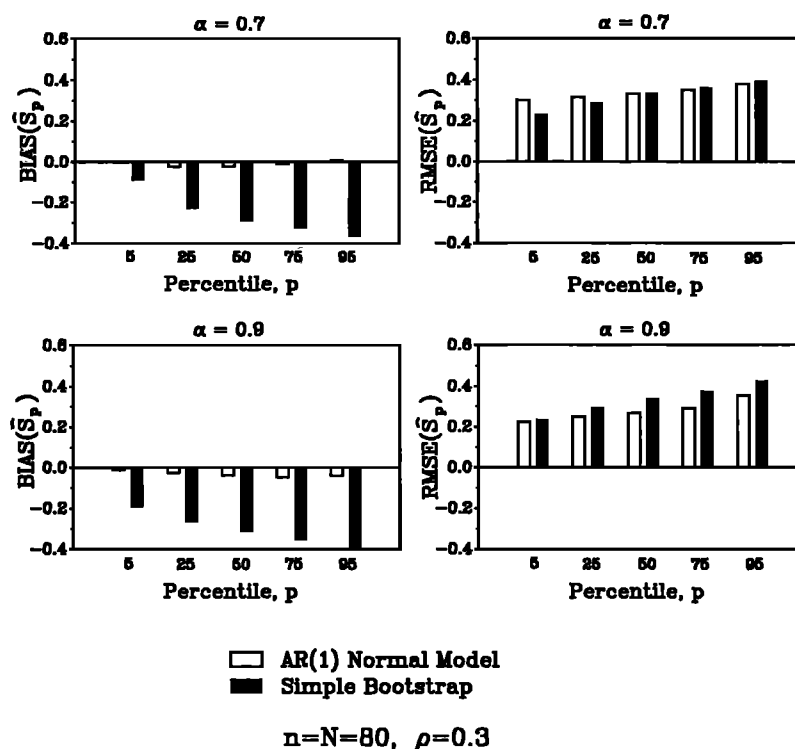 α = 0.7
0.6
0.4
0.2
0.0
−0.2
−0.4
BIAS(Ŝp)
5 25 50 75 95
Percentile, p
α = 0.7
0.6
0.4
0.2
0.0
−0.2
−0.4
RMSE(Ŝp)
5 25 50 75 95
Percentile, p
α = 0.9
0.6
0.4
0.2
0.0
−0.2
−0.4
BIAS(Ŝp)
5 25 50 75 95
Percentile, p
α = 0.9
0.6
0.4
0.2
0.0
−0.2
−0.4
RMSE(Ŝp)
5 25 50 75 95
Percentile, p
AR(1) Normal Model
Simple Bootstrap
n=N=80, ρ=0.3